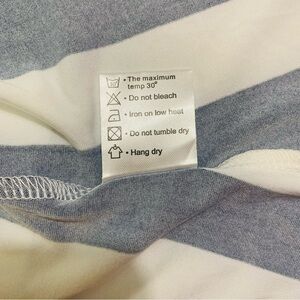 • The maximum
temp 30°
• Do not bleach
• Iron on low heat
• Do not tumble dry
• Hang dry